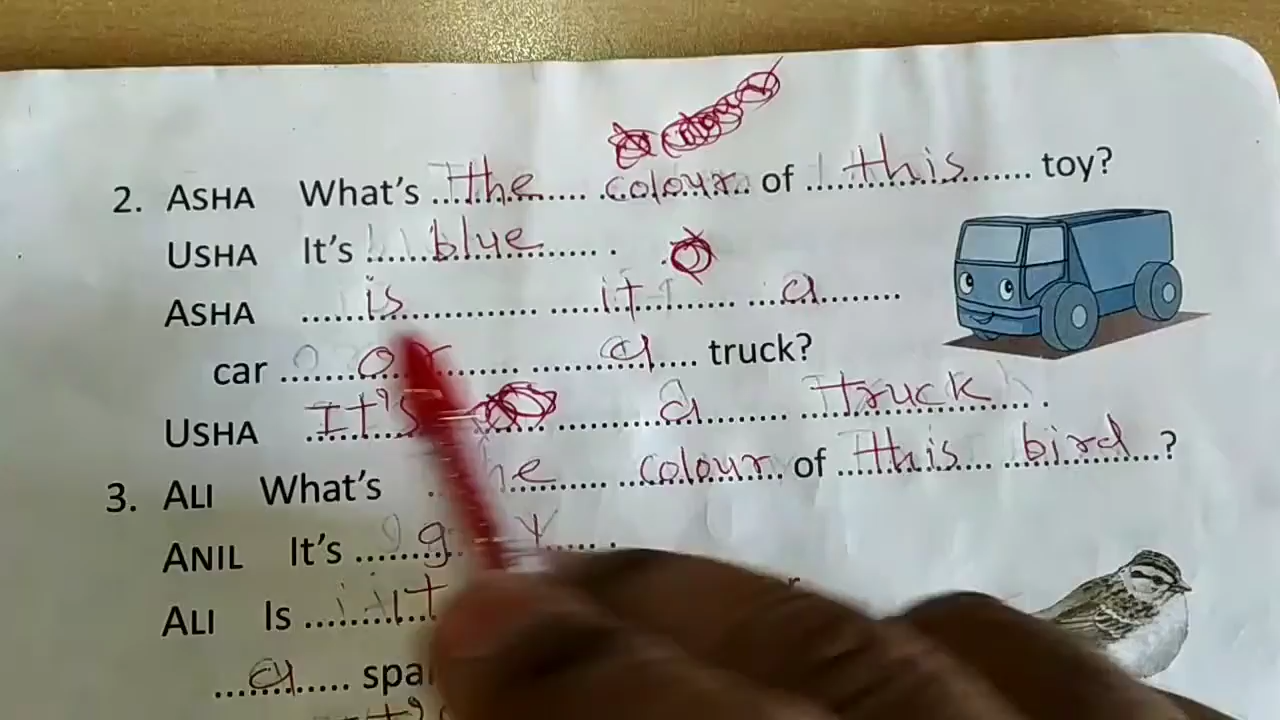 2. ASHA What's the colour of this toy?
USHA It's blue.
ASHA is it a
car or a truck?
USHA It's a truck.
3. ALI What's colour of this bird?
ANIL It's
ALI Is it
a